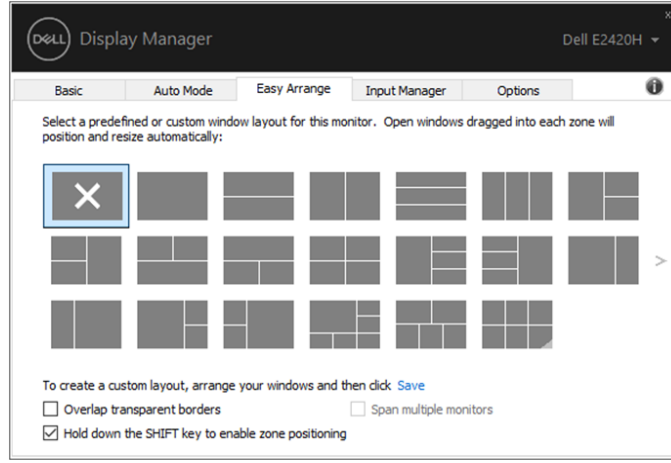 DELL Display Manager
Dell E2420H
Basic Auto Mode Easy Arrange Input Manager Options
Select a predefined or custom window layout for this monitor. Open windows dragged into each zone will
position and resize automatically:
To create a custom layout, arrange your windows and then click Save
Overlap transparent borders
Span multiple monitors
Hold down the SHIFT key to enable zone positioning